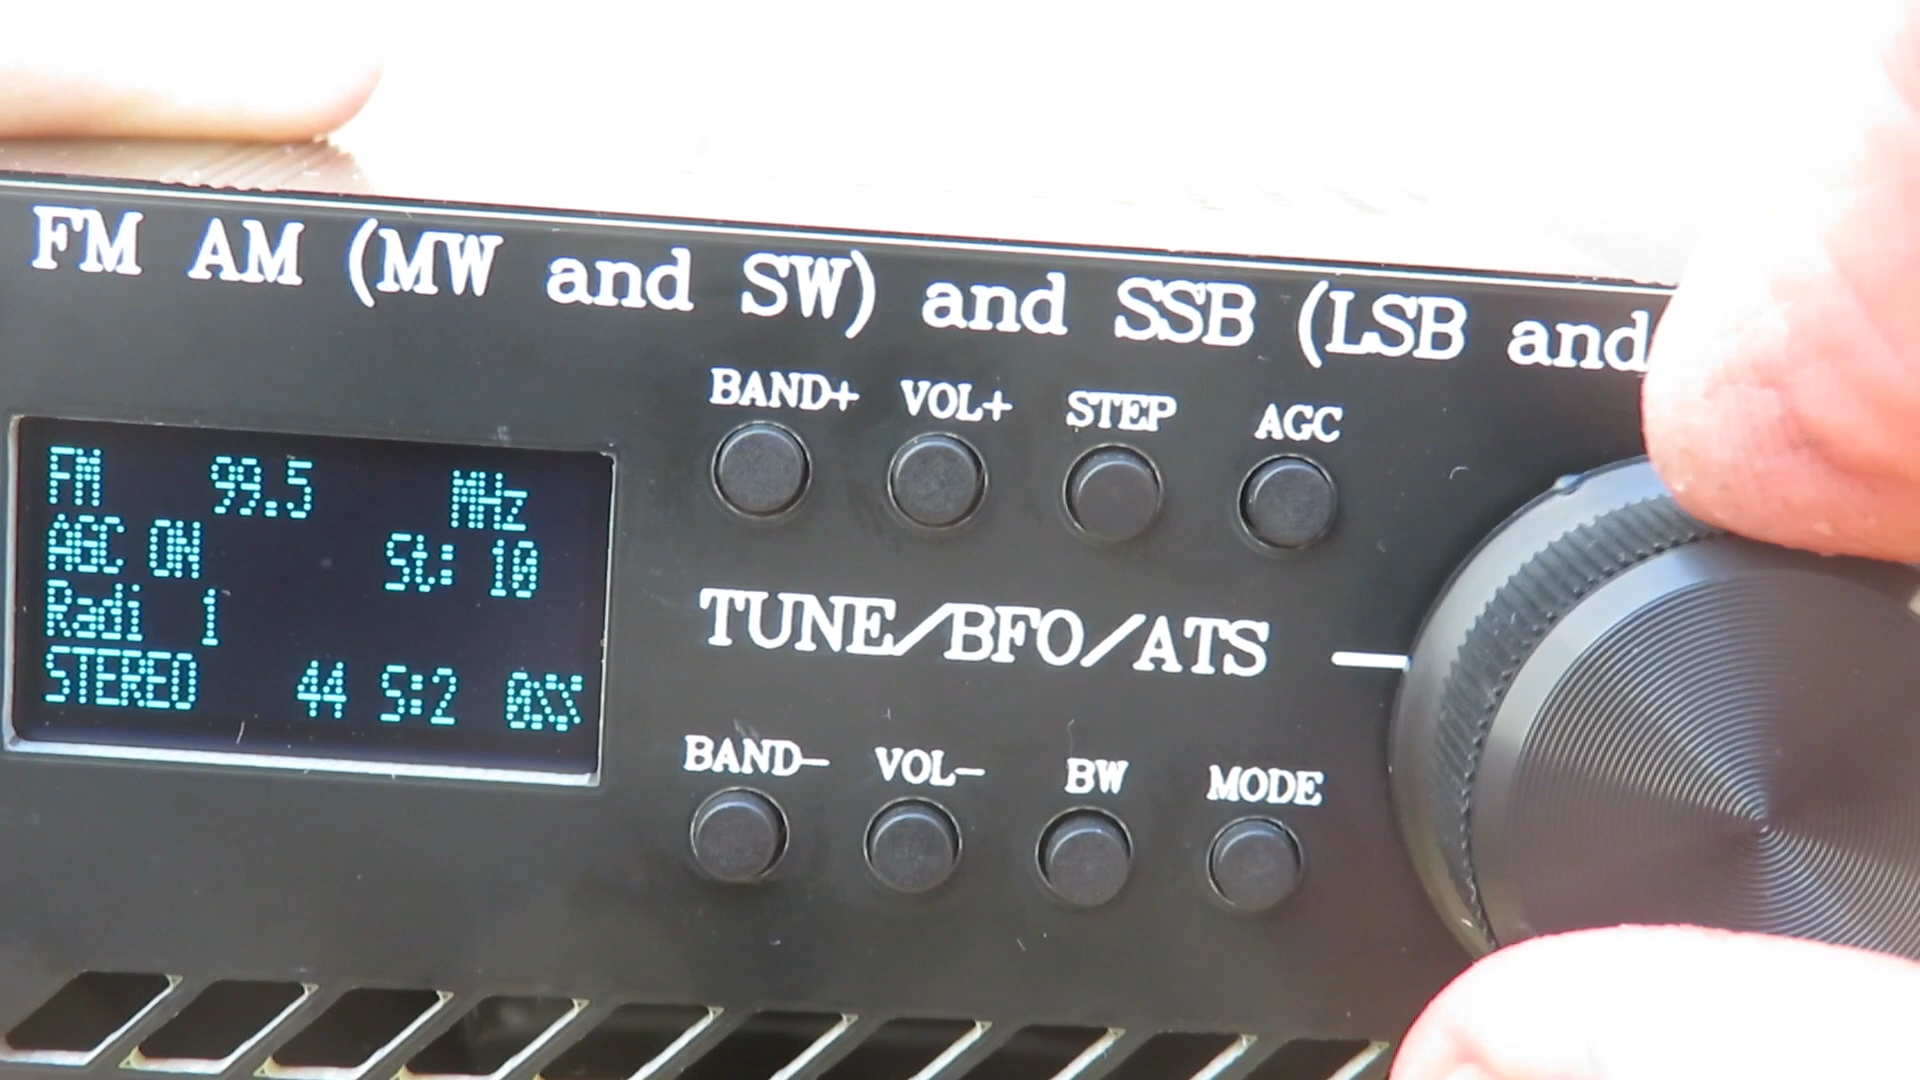 FM AM (MW and SW) and SSB (LSB and
BAND+ VOL+ STEP AGC
FM 99.5 MHz
AGC ON St: 10
Radi 1
STEREO 44 S:2
TUNE/BFO/ATS
BAND- VOL- BW MODE